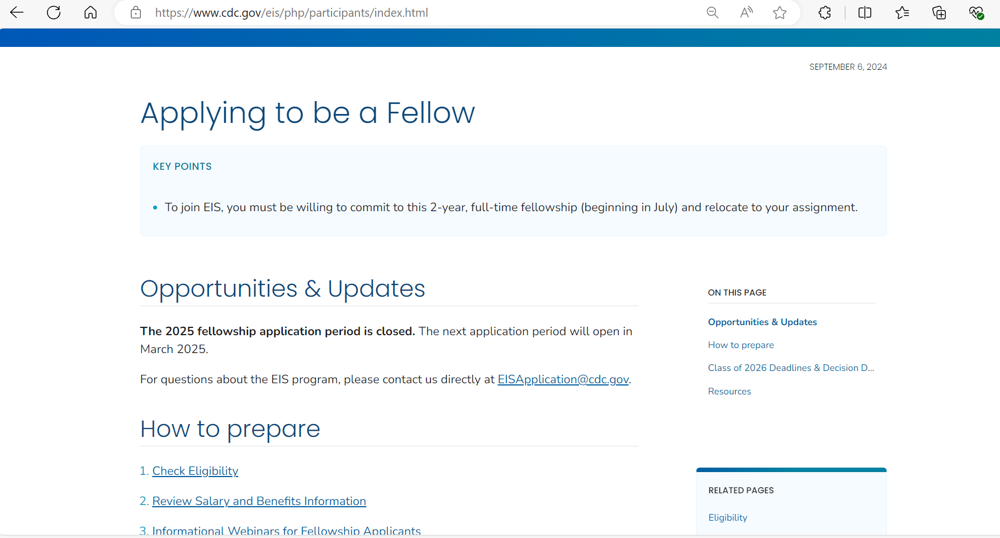 https://www.cdc.gov/eis/php/participants/index.html
SEPTEMBER 6, 2024
Applying to be a Fellow
KEY POINTS
• To join EIS, you must be willing to commit to this 2-year, full-time fellowship (beginning in July) and relocate to your assignment.
Opportunities & Updates
The 2025 fellowship application period is closed. The next application period will open in
March 2025.
For questions about the EIS program, please contact us directly at EISApplication@cdc.gov.
How to prepare
1. Check Eligibility
2. Review Salary and Benefits Information
3. Informational Webinars for Fellowship Applicants
ON THIS PAGE
Opportunities & Updates
How to prepare
Class of 2026 Deadlines & Decision D...
Resources
RELATED PAGES
Eligibility